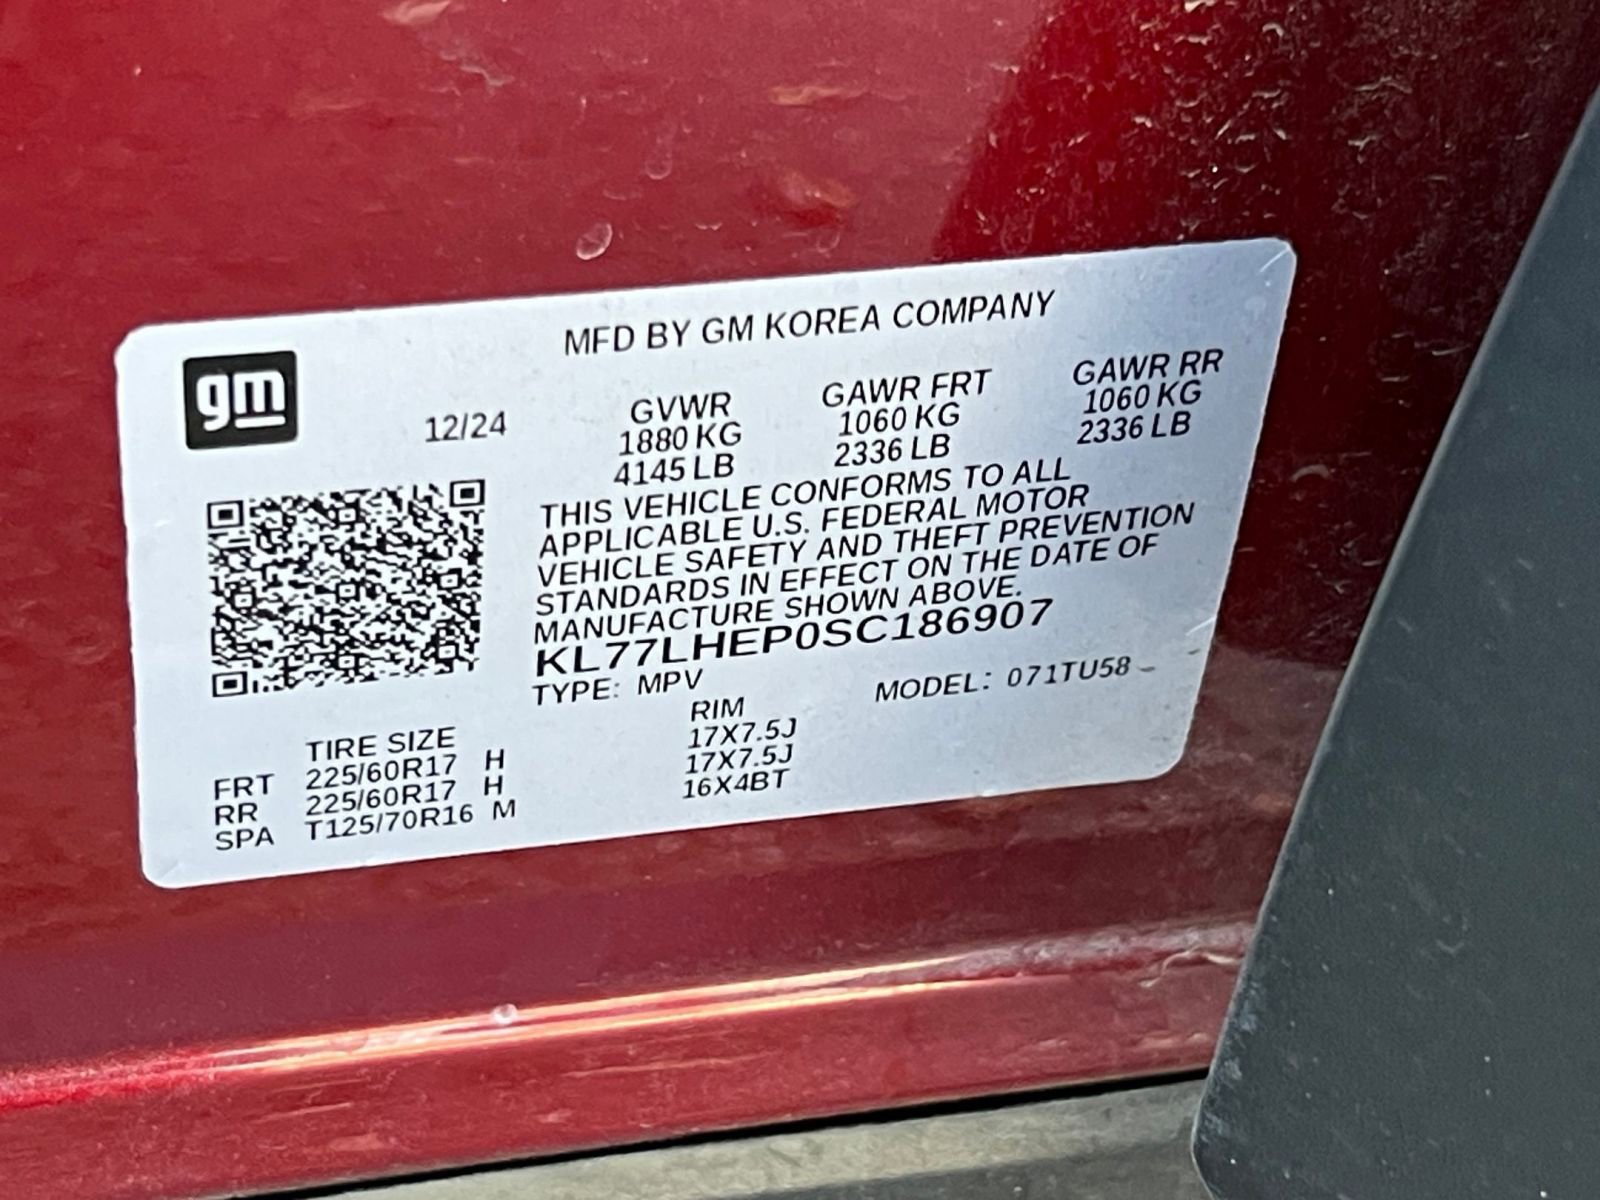 MFD BY GM KOREA COMPANY
gm
12/24
GVWR GAWR FRT GAWR RR
1880 KG 1060 KG 1060 KG
4145 LB 2336 LB 2336 LB
THIS VEHICLE CONFORMS TO ALL
APPLICABLE U.S. FEDERAL MOTOR
VEHICLE SAFETY AND THEFT PREVENTION
STANDARDS IN EFFECT ON THE DATE OF
MANUFACTURE SHOWN ABOVE.
KL77LHEP0SC186907
TYPE: MPV MODEL: 071TU58
TIRE SIZE RIM
FRT 225/60R17 H 17X7.5J
RR 225/60R17 H 17X7.5J
SPA T125/70R16 M 16X4BT